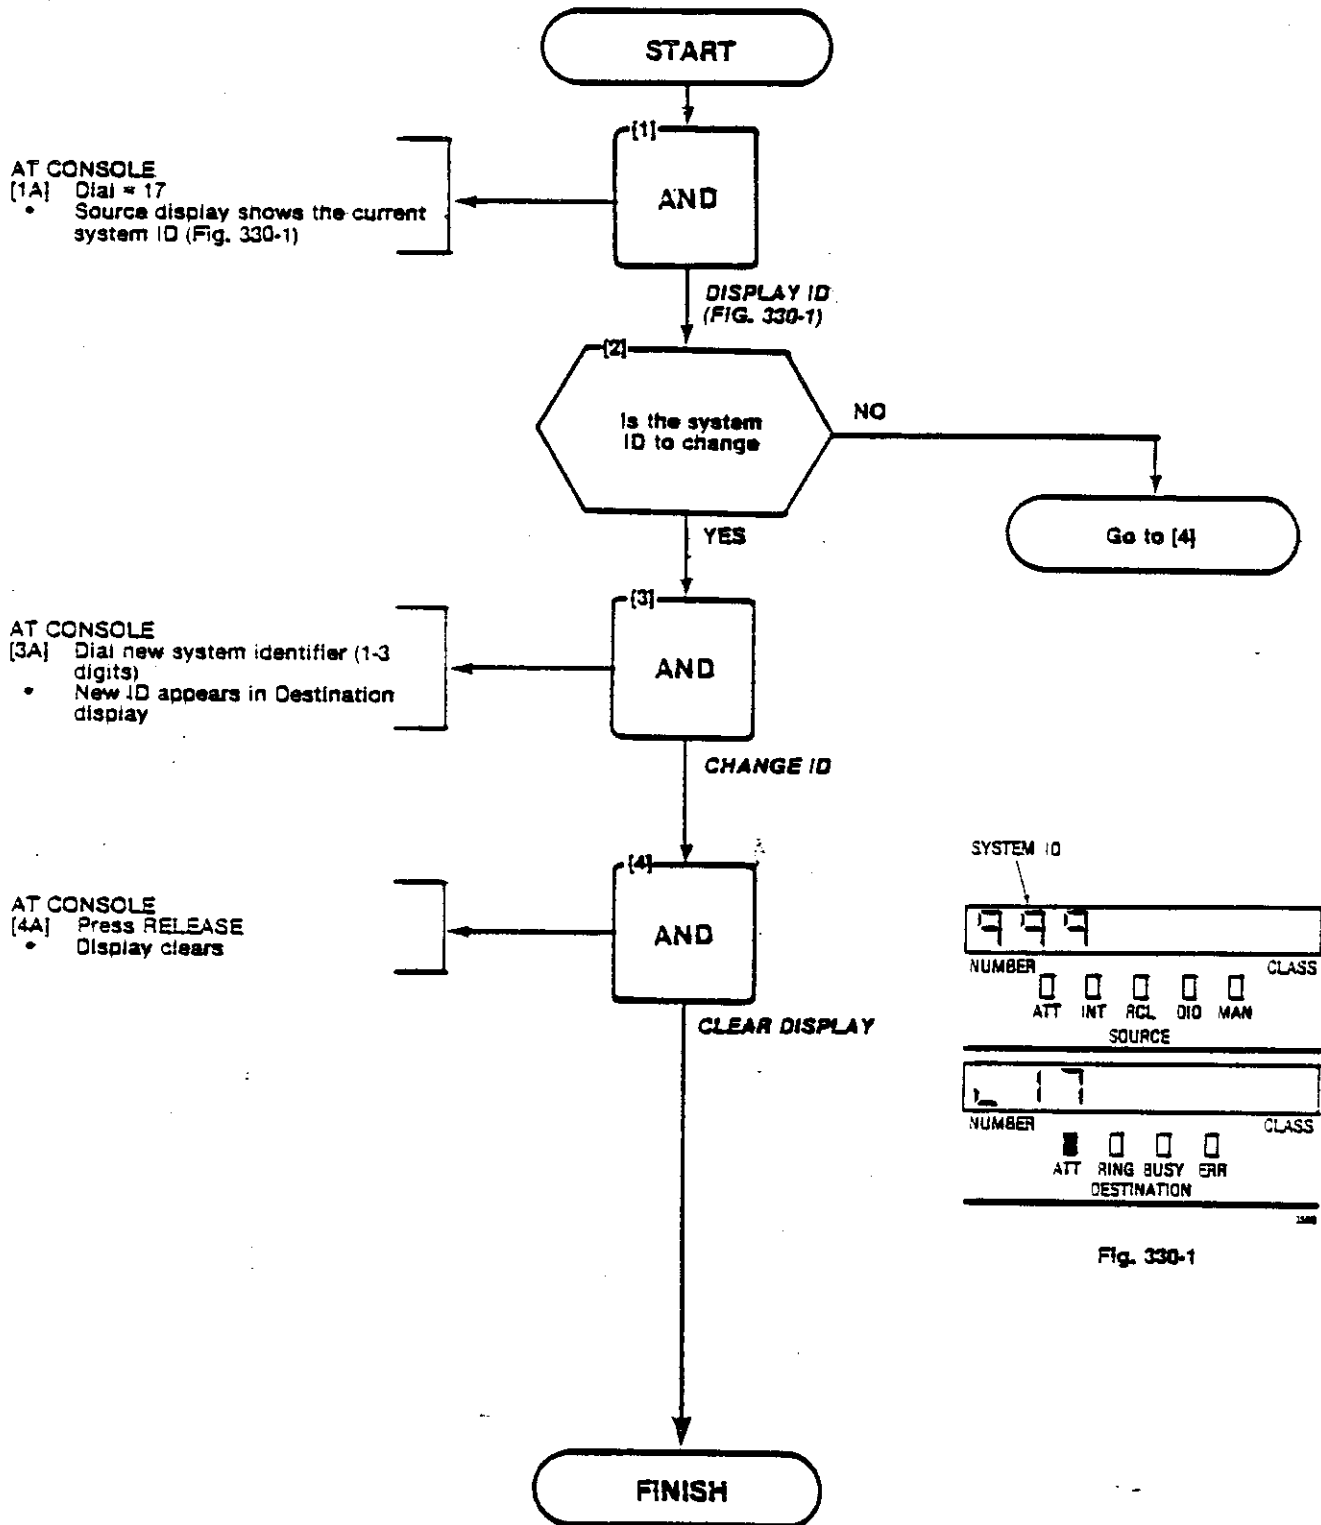 START
[1]
AND
AT CONSOLE
[1A] Dial * 17
• Source display shows the current
system ID (Fig. 330-1)
DISPLAY ID
(FIG. 330-1)
[2]
Is the system
ID to change
NO
Go to [4]
YES
[3]
AND
AT CONSOLE
[3A] Dial new system identifier (1-3
digits)
• New ID appears in Destination
display
CHANGE ID
[4]
AND
AT CONSOLE
[4A] Press RELEASE
• Display clears
CLEAR DISPLAY
SYSTEM ID
999
NUMBER CLASS
ATT INT RCL DID MAN
SOURCE
17
NUMBER CLASS
ATT RING BUSY ERR
DESTINATION
Fig. 330-1
FINISH